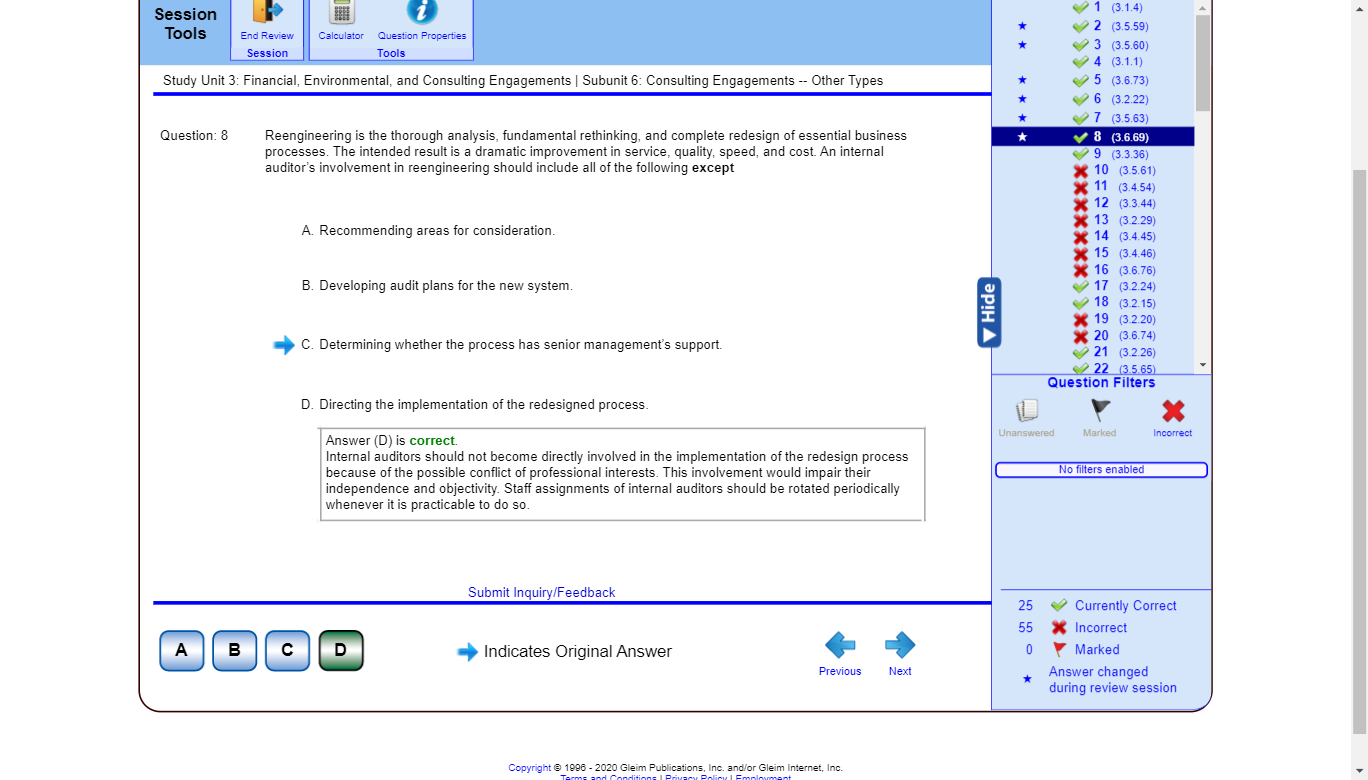 Session
Tools
End Review
Session
Calculator
Question Properties
Tools
Study Unit 3: Financial, Environmental, and Consulting Engagements | Subunit 6: Consulting Engagements -- Other Types
Question: 8
Reengineering is the thorough analysis, fundamental rethinking, and complete redesign of essential business
processes. The intended result is a dramatic improvement in service, quality, speed, and cost. An internal
auditor's involvement in reengineering should include all of the following except
A. Recommending areas for consideration.
B. Developing audit plans for the new system.
C. Determining whether the process has senior management's support.
D. Directing the implementation of the redesigned process.
Answer (D) is correct.
Internal auditors should not become directly involved in the implementation of the redesign process
because of the possible conflict of professional interests. This involvement would impair their
independence and objectivity. Staff assignments of internal auditors should be rotated periodically
whenever it is practicable to do so.
Submit Inquiry/Feedback
A B C D
Indicates Original Answer
Previous
Next
1 (3.1.4)
2 (3.5.59)
3 (3.5.60)
4 (3.1.1)
5 (3.6.73)
6 (3.2.22)
7 (3.5.63)
8 (3.6.69)
9 (3.3.36)
10 (3.5.61)
11 (3.4.54)
12 (3.3.44)
13 (3.2.29)
14 (3.4.45)
15 (3.4.46)
16 (3.6.76)
17 (3.2.24)
18 (3.2.15)
19 (3.2.20)
20 (3.6.74)
21 (3.2.26)
22 (3.5.65)
Hide
Question Filters
Unanswered
Marked
Incorrect
No filters enabled
25 Currently Correct
55 Incorrect
0 Marked
Answer changed
during review session
Copyright © 1996 - 2020 Gleim Publications, Inc. and/or Gleim Internet, Inc.
Terms and Conditions | Privacy Policy | Employment